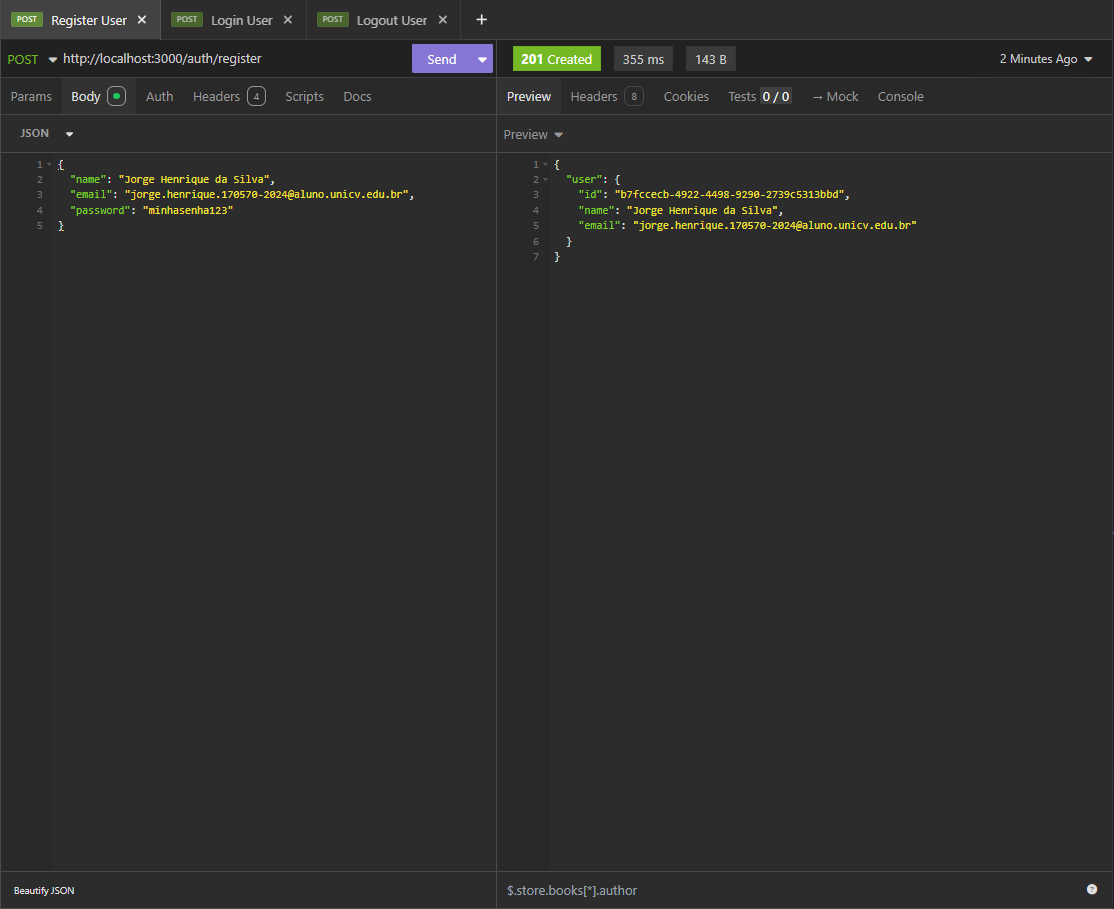 POST Register User × POST Login User × POST Logout User × +
POST http://localhost:3000/auth/register Send
201 Created 355 ms 143 B 2 Minutes Ago
Params Body Auth Headers 4 Scripts Docs
Preview Headers 8 Cookies Tests 0 / 0 → Mock Console
JSON
Preview
1 {
2 "name": "Jorge Henrique da Silva",
3 "email": "jorge.henrique.170570-2024@aluno.unicv.edu.br",
4 "password": "minhasenha123"
5 }
1 {
2 "user": {
3 "id": "b7fccecb-4922-4498-9290-2739c5313bbd",
4 "name": "Jorge Henrique da Silva",
5 "email": "jorge.henrique.170570-2024@aluno.unicv.edu.br"
6 }
7 }
Beautify JSON
$.store.books[*].author ?